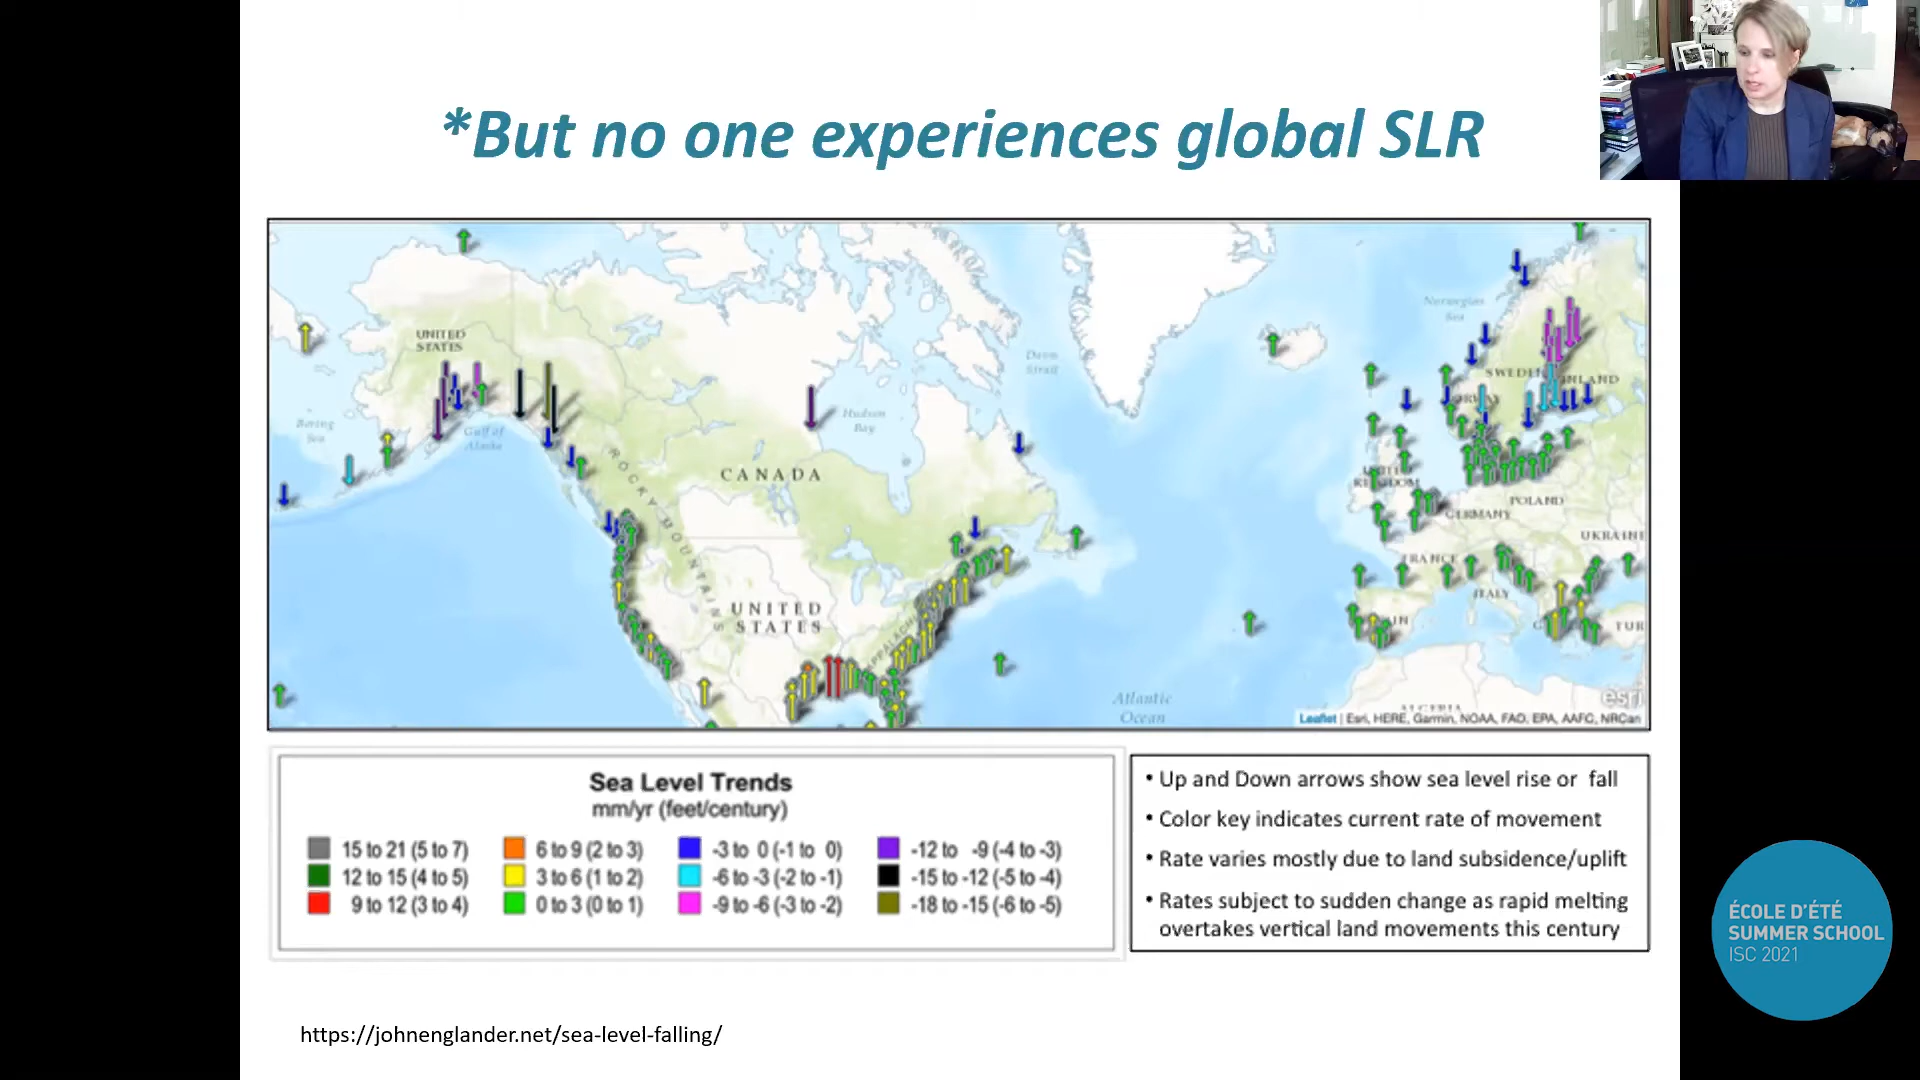 *But no one experiences global SLR
UNITED
STATES
Bering
Sea
Gulf of
Alaska
Hudson
Bay
Davis
Strait
Norwegian
Sea
SWEDEN
CANADA
ROCKY MOUNTAINS
UNITED
STATES
POLAND
GERMANY
UKRAINE
FRANCE
ITALY
TUR
Atlantic
Ocean
esri
Leaflet | Esri, HERE, Garmin, NOAA, FAO, EPA, AAFC, NRCan
Sea Level Trends
mm/yr (feet/century)
15 to 21 (5 to 7) 6 to 9 (2 to 3) -3 to 0 (-1 to 0) -12 to -9 (-4 to -3)
12 to 15 (4 to 5) 3 to 6 (1 to 2) -6 to -3 (-2 to -1) -15 to -12 (-5 to -4)
9 to 12 (3 to 4) 0 to 3 (0 to 1) -9 to -6 (-3 to -2) -18 to -15 (-6 to -5)
• Up and Down arrows show sea level rise or fall
• Color key indicates current rate of movement
• Rate varies mostly due to land subsidence/uplift
• Rates subject to sudden change as rapid melting
overtakes vertical land movements this century
https://johnenglander.net/sea-level-falling/
ÉCOLE D'ÉTÉ
SUMMER SCHOOL
ISC 2021